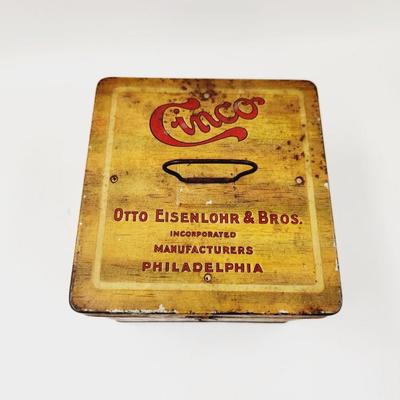 Cinco
OTTO EISENLOHR & BROS.
INCORPORATED
MANUFACTURERS
PHILADELPHIA